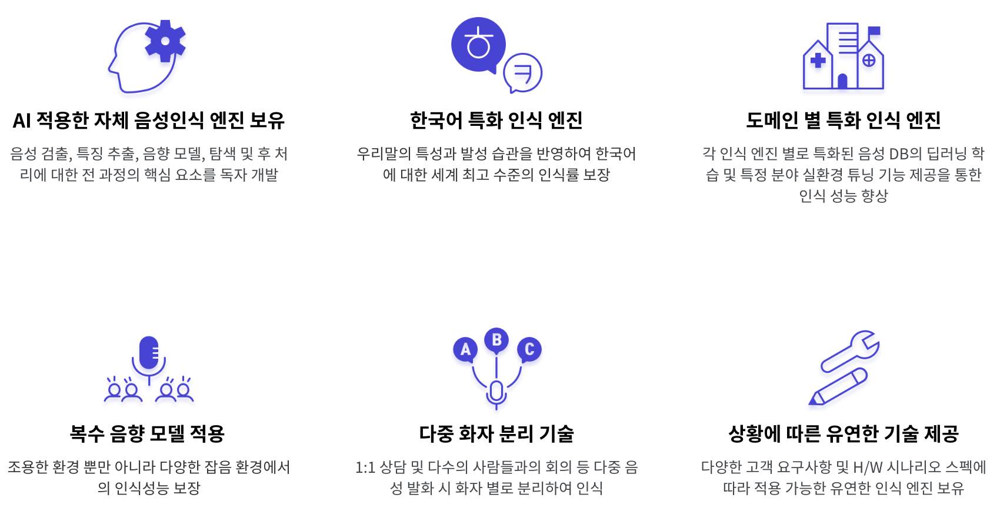 ㅎ
ㅋ
AI 적용한 자체 음성인식 엔진 보유
음성 검출, 특징 추출, 음향 모델, 탐색 및 후 처
리에 대한 전 과정의 핵심 요소를 독자 개발
한국어 특화 인식 엔진
우리말의 특성과 발성 습관을 반영하여 한국어
에 대한 세계 최고 수준의 인식률 보장
도메인 별 특화 인식 엔진
각 인식 엔진 별로 특화된 음성 DB의 딥러닝 학
습 및 특정 분야 실환경 튜닝 기능 제공을 통한
인식 성능 향상
복수 음향 모델 적용
조용한 환경 뿐만 아니라 다양한 잡음 환경에서
의 인식성능 보장
A
B
C
다중 화자 분리 기술
1:1 상담 및 다수의 사람들과의 회의 등 다중 음
성 발화 시 화자 별로 분리하여 인식
상황에 따른 유연한 기술 제공
다양한 고객 요구사항 및 H/W 시나리오 스펙에
따라 적용 가능한 유연한 인식 엔진 보유